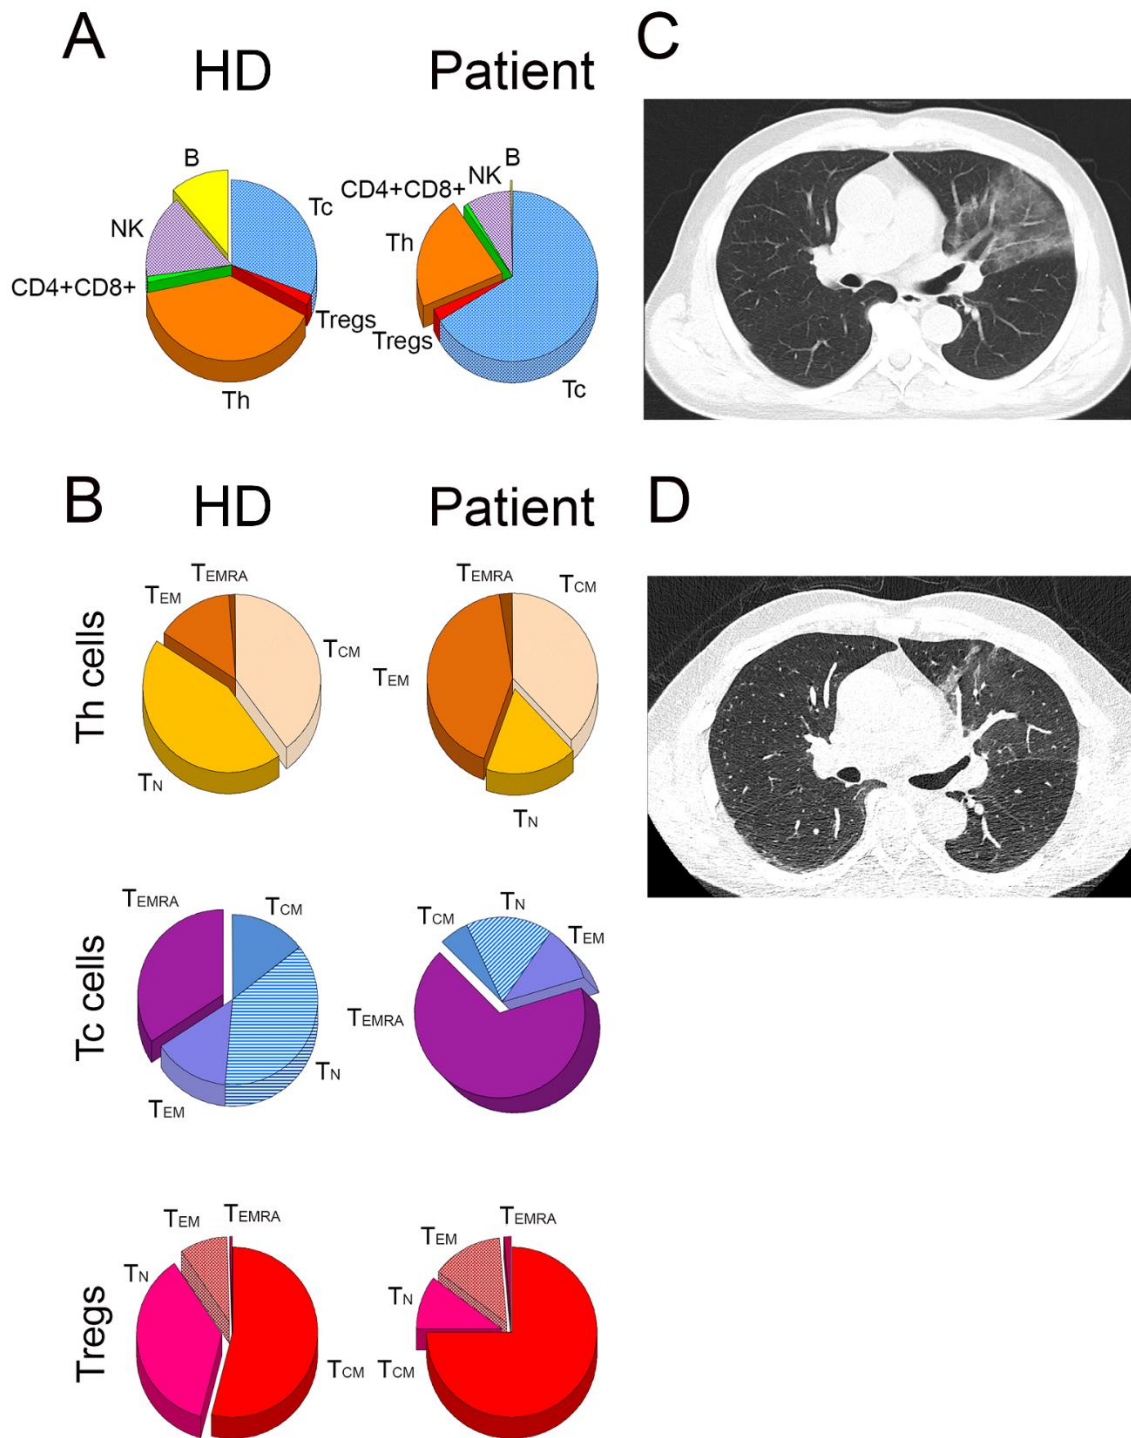 A
HD
Patient
B
Tc
NK
CD4+CD8+
Tregs
Th
B
NK
CD4+CD8+
Th
Tregs
Tc
C
B
HD
Patient
Th cells
TEMRA
TEM
TCM
TN
TEMRA
TCM
TEM
TN
Tc cells
TEMRA
TCM
TN
TEM
TCM
TN
TEM
TEMRA
Tregs
TEM
TEMRA
TN
TCM
TEMRA
TEM
TN
TCM
D